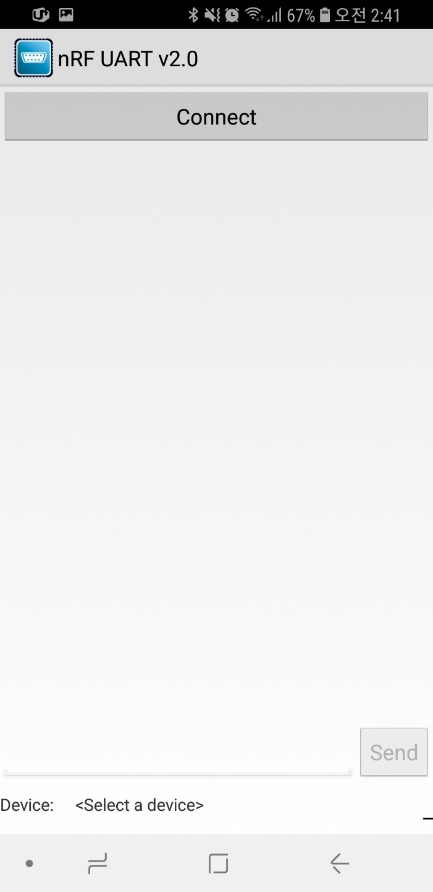 67% 오전 2:41
nRF UART v2.0
Connect
Send
Device: <Select a device>